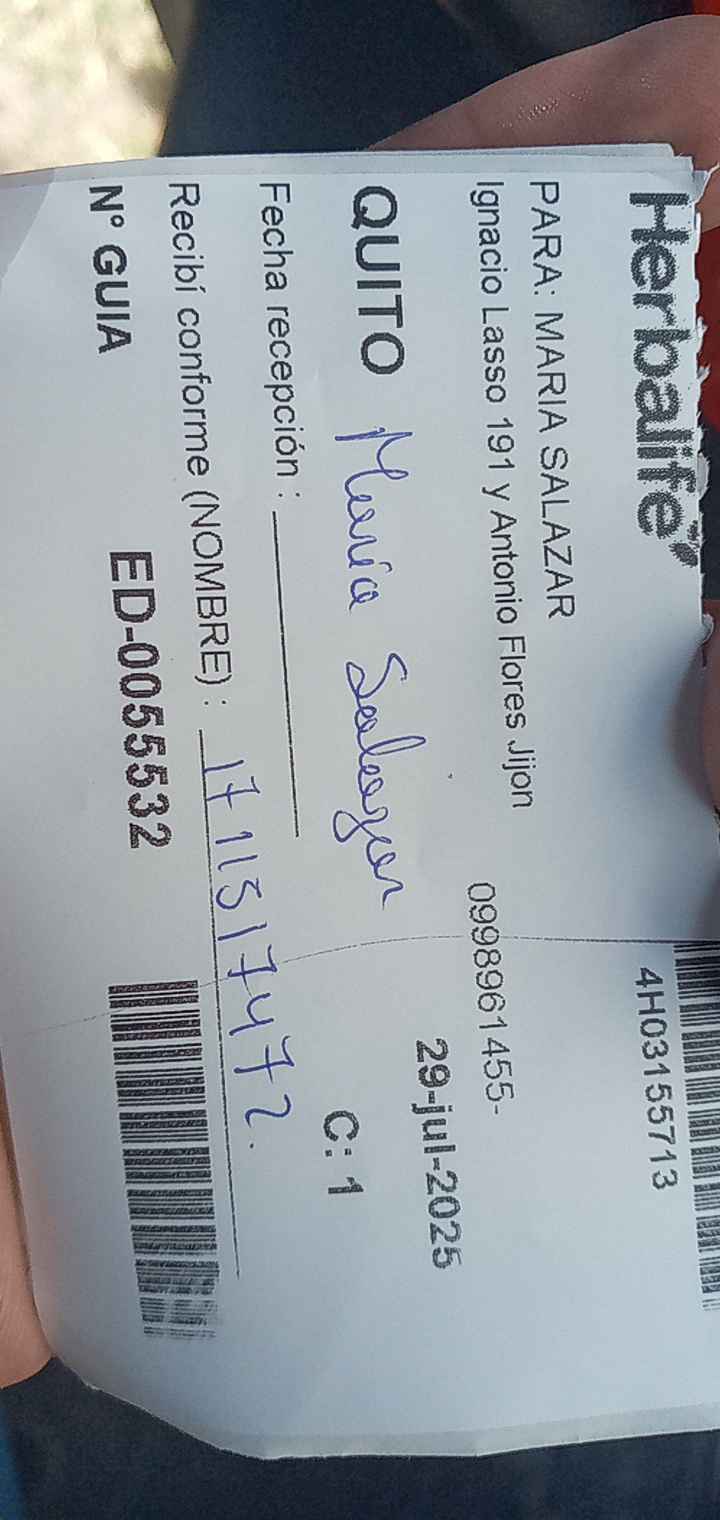 Herbalife
4H03155713
PARA: MARIA SALAZAR
Ignacio Lasso 191 y Antonio Flores Jijon 0998961455-
29-jul-2025
QUITO Maria Salazar C: 1
Fecha recepción :
Recibí conforme (NOMBRE) : 1711517472.
N° GUIA ED-0055532